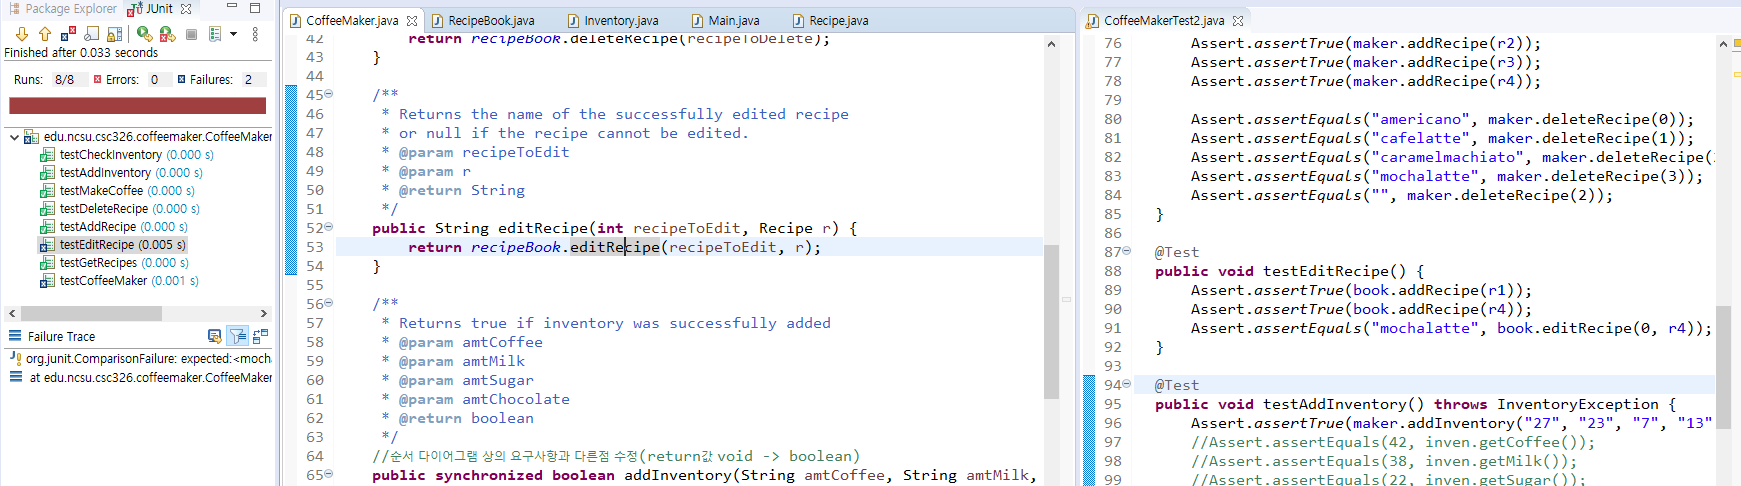 Package Explorer
JUnit
Finished after 0.033 seconds
Runs: 8/8 Errors: 0 Failures: 2
edu.ncsu.csc326.coffeemaker.CoffeeMaker
testCheckInventory (0.000 s)
testAddInventory (0.000 s)
testMakeCoffee (0.000 s)
testDeleteRecipe (0.000 s)
testAddRecipe (0.000 s)
testEditRecipe (0.005 s)
testGetRecipes (0.000 s)
testCoffeeMaker (0.001 s)
Failure Trace
org.junit.ComparisonFailure: expected:<mocha
at edu.ncsu.csc326.coffeemaker.CoffeeMaker
CoffeeMaker.java RecipeBook.java Inventory.java Main.java Recipe.java
42 return recipeBook.deleteRecipe(recipeToDelete);
43 }
44
45 /**
46 * Returns the name of the successfully edited recipe
47 * or null if the recipe cannot be edited.
48 * @param recipeToEdit
49 * @param r
50 * @return String
51 */
52 public String editRecipe(int recipeToEdit, Recipe r) {
53 return recipeBook.editRecipe(recipeToEdit, r);
54 }
55
56 /**
57 * Returns true if inventory was successfully added
58 * @param amtCoffee
59 * @param amtMilk
60 * @param amtSugar
61 * @param amtChocolate
62 * @return boolean
63 */
64 //순서 다이어그램 상의 요구사항과 다른점 수정(return값 void -> boolean)
65 public synchronized boolean addInventory(String amtCoffee, String amtMilk,
CoffeeMakerTest2.java
76 Assert.assertTrue(maker.addRecipe(r2));
77 Assert.assertTrue(maker.addRecipe(r3));
78 Assert.assertTrue(maker.addRecipe(r4));
79
80 Assert.assertEquals("americano", maker.deleteRecipe(0));
81 Assert.assertEquals("cafelatte", maker.deleteRecipe(1));
82 Assert.assertEquals("caramelmachiato", maker.deleteRecipe(
83 Assert.assertEquals("mochalatte", maker.deleteRecipe(3));
84 Assert.assertEquals("", maker.deleteRecipe(2));
85 }
86
87 @Test
88 public void testEditRecipe() {
89 Assert.assertTrue(book.addRecipe(r1));
90 Assert.assertTrue(book.addRecipe(r4));
91 Assert.assertEquals("mochalatte", book.editRecipe(0, r4));
92 }
93
94 @Test
95 public void testAddInventory() throws InventoryException {
96 Assert.assertTrue(maker.addInventory("27", "23", "7", "13"
97 //Assert.assertEquals(42, inven.getCoffee());
98 //Assert.assertEquals(38, inven.getMilk());
99 //Assert.assertEquals(22, inven.getSugar());